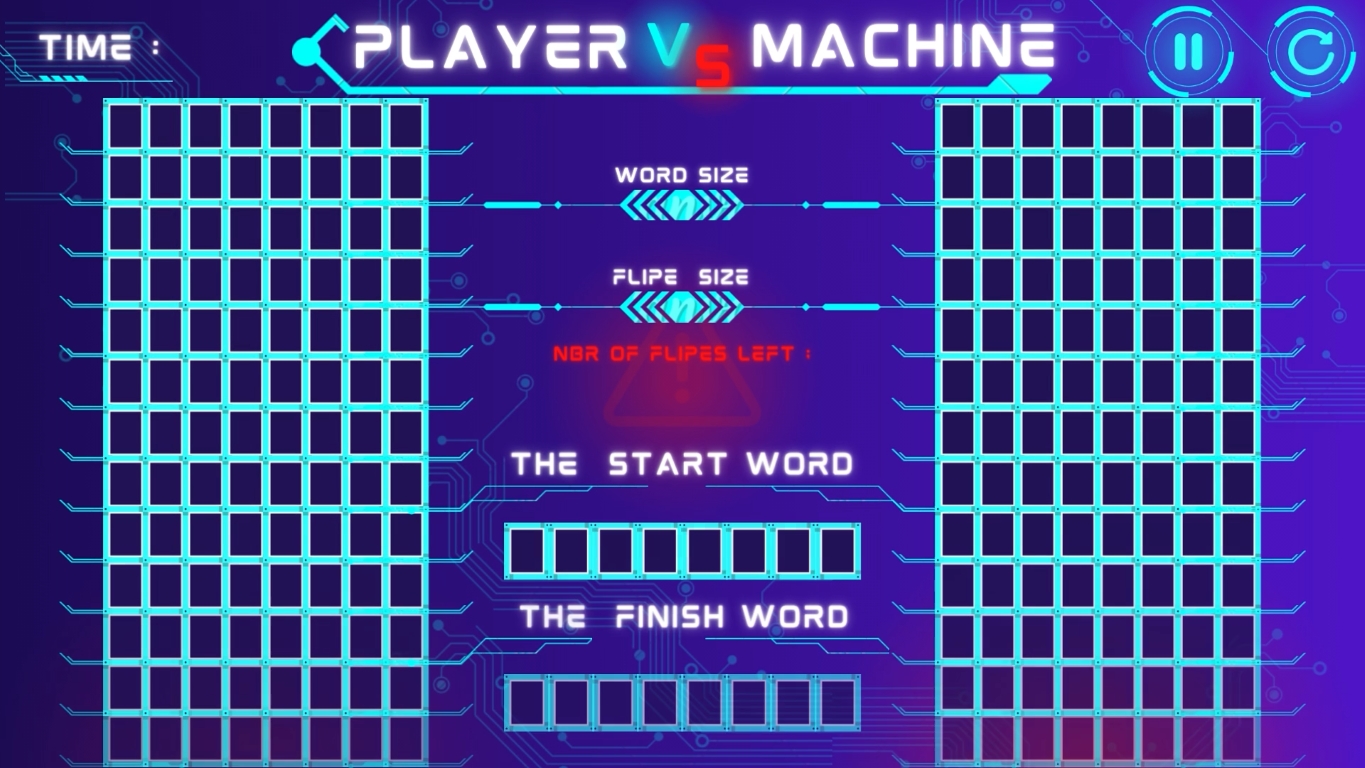 TIME :
PLAYER VS MACHINE
WORD SIZE
n
FLIPE SIZE
n
NBR OF FLIPES LEFT :
THE START WORD
THE FINISH WORD